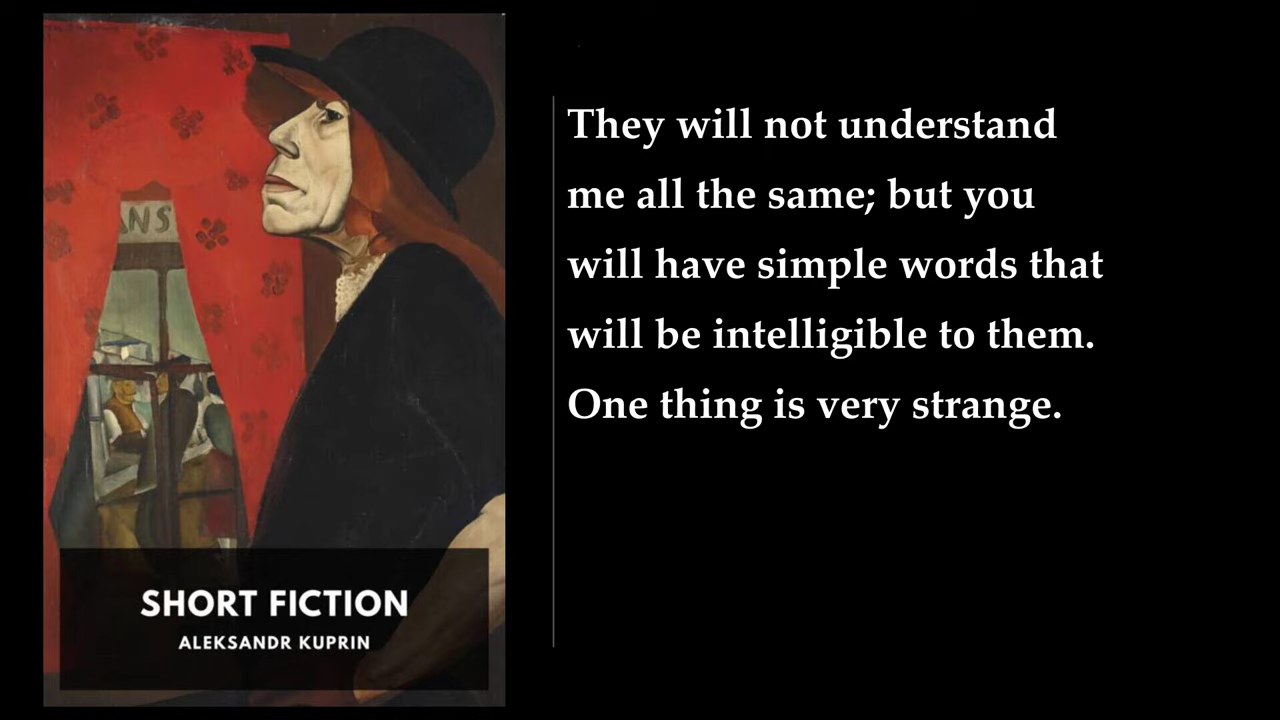 ANS
SHORT FICTION
ALEKSANDR KUPRIN
They will not understand
me all the same; but you
will have simple words that
will be intelligible to them.
One thing is very strange.